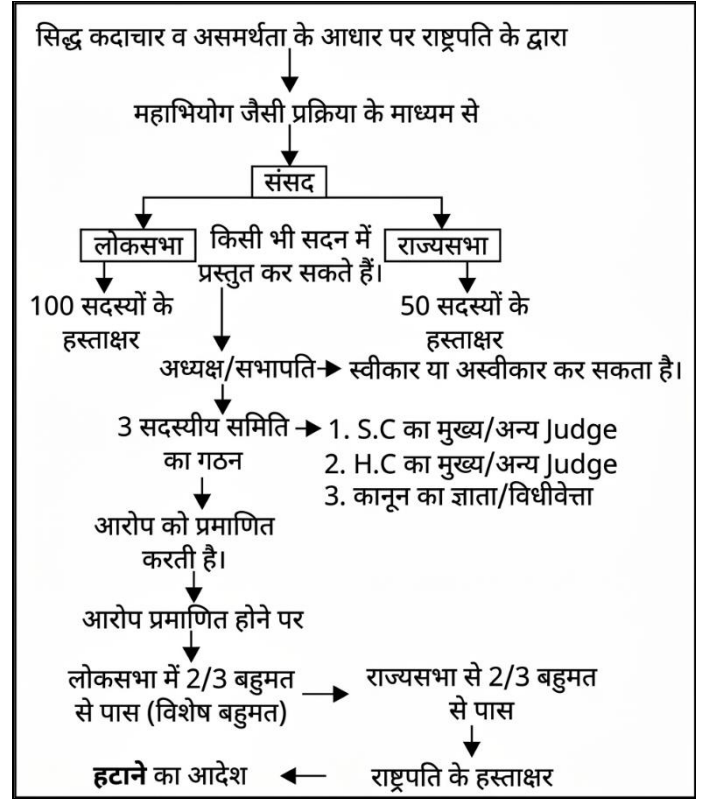 सिद्ध कदाचार व असमर्थता के आधार पर राष्ट्रपति के द्वारा
महाभियोग जैसी प्रक्रिया के माध्यम से
संसद
लोकसभा
किसी भी सदन में
प्रस्तुत कर सकते हैं।
राज्यसभा
100 सदस्यों के
हस्ताक्षर
50 सदस्यों के
हस्ताक्षर
अध्यक्ष/सभापति
स्वीकार या अस्वीकार कर सकता है।
3 सदस्यीय समिति
का गठन
1. S.C का मुख्य/अन्य Judge
2. H.C का मुख्य/अन्य Judge
3. कानून का ज्ञाता/विधीवेत्ता
आरोप को प्रमाणित
करती है।
आरोप प्रमाणित होने पर
लोकसभा में 2/3 बहुमत
से पास (विशेष बहुमत)
राज्यसभा से 2/3 बहुमत
से पास
राष्ट्रपति के हस्ताक्षर
हटाने का आदेश